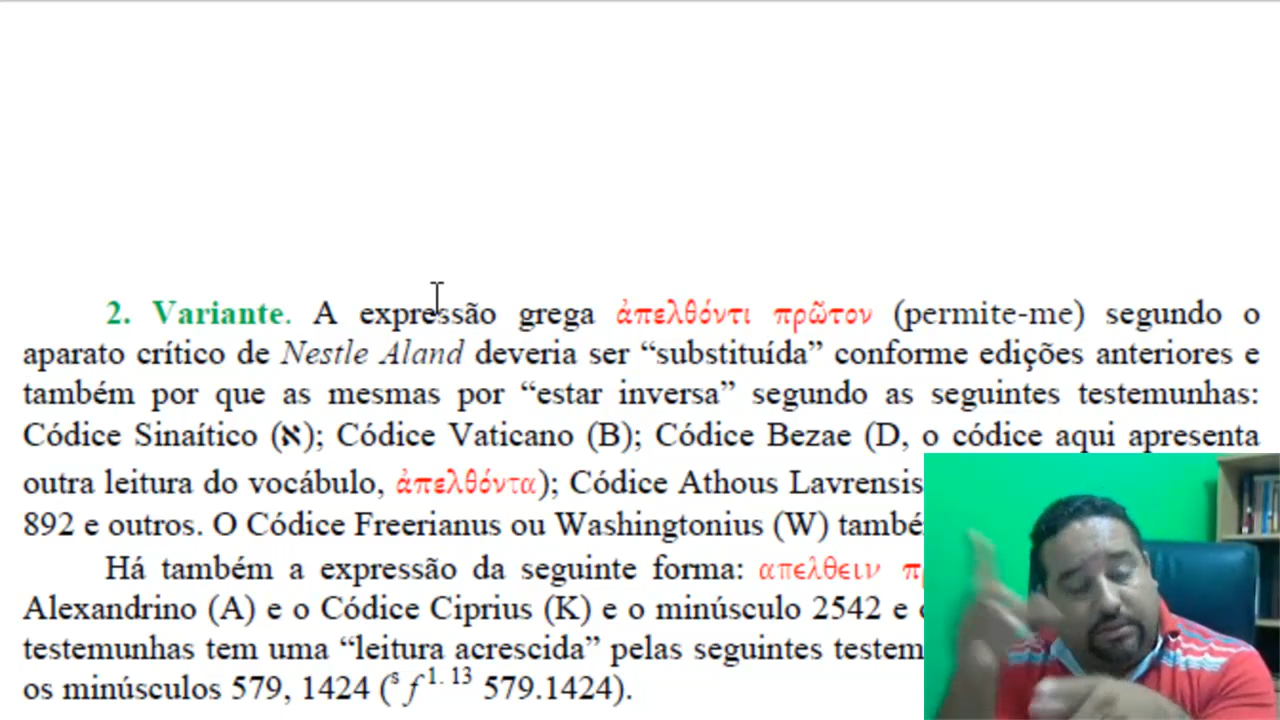 2. Variante. A expressão grega ἀπελθόντι πρῶτον (permite-me) segundo o
aparato crítico de Nestle Aland deveria ser “substituída” conforme edições anteriores e
também por que as mesmas por “estar inversa” segundo as seguintes testemunhas:
Códice Sinaítico (א); Códice Vaticano (B); Códice Bezae (D, o códice aqui apresenta
outra leitura do vocábulo, ἀπελθόντα); Códice Athous Lavrensis
892 e outros. O Códice Freerianus ou Washingtonius (W)
Há também a expressão da seguinte forma: απελθειν
Alexandrino (A) e o Códice Ciprius (K) e o minúsculo 2542 e
testemunhas tem uma “leitura acrescida” pelas seguintes
os minúsculos 579, 1424 (ˢ f¹· ¹³ 579.1424).